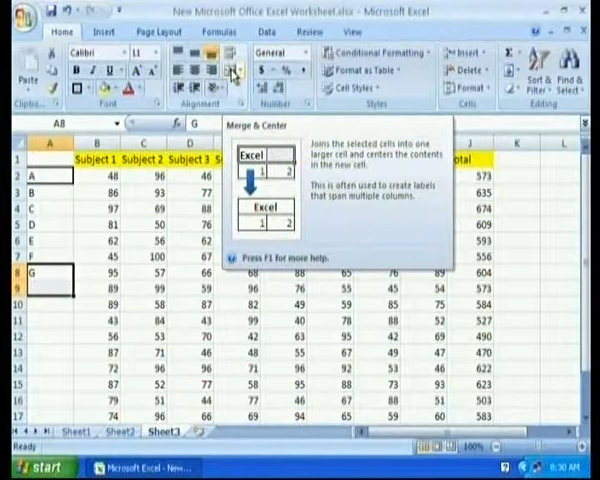 New Microsoft Office Excel Worksheet.xlsx - Microsoft Excel
Home Insert Page Layout Formulas Data Review View
Calibri 11 General Conditional Formatting Insert Σ
Paste B I U A A $ % , Format as Table Delete Sort & Find &
Cell Styles Format Filter Select
Clipb... Font Alignment Number Styles Cells Editing
A8 fx G
Merge & Center
Joins the selected cells into one
larger cell and centers the contents
in the new cell.
This is often used to create labels
that span multiple columns.
Excel
1 2
Excel
1 2
Press F1 for more help.
A B C D J K L
1 Subject 1 Subject 2 Subject 3 otal
2 A 48 96 46 573
3 B 86 93 77 635
4 C 97 69 88 674
5 D 81 50 76 609
6 E 62 56 62 593
7 F 45 100 67 556
8 G 95 57 66 68 88 65 76 89 604
9 89 99 59 96 76 55 45 54 573
10 89 58 87 82 49 59 85 75 584
11 43 84 43 99 40 78 88 52 527
12 56 53 70 42 63 95 42 69 490
13 87 71 46 48 55 67 49 47 470
14 72 96 96 71 96 92 53 46 622
15 87 52 77 58 95 88 73 93 623
16 79 51 44 77 46 67 88 51 503
17 74 96 66 69 94 65 59 60 583
Sheet1 Sheet2 Sheet3
Ready 100%
start Microsoft Excel - New... 6:30 AM